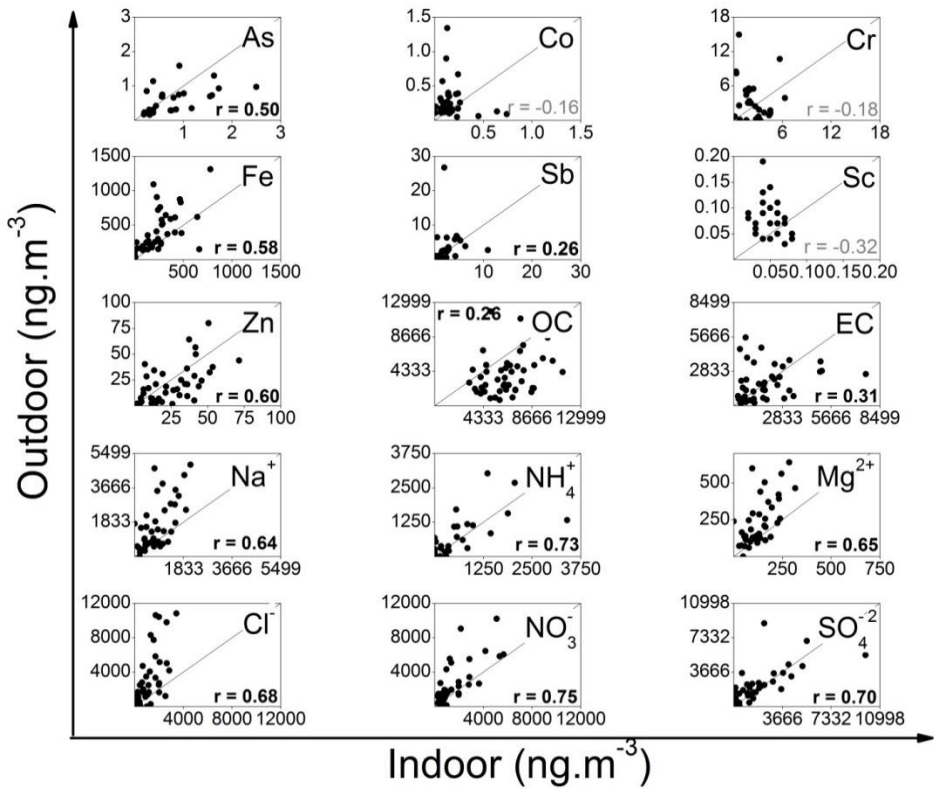 Outdoor (ng.m⁻³)
3
2
1
As
r = 0.50
1 2 3
1.5
1.0
0.5
Co
r = -0.16
0.5 1.0 1.5
18
12
6
Cr
r = -0.18
6 12 18
1500
1000
500
Fe
r = 0.58
500 1000 1500
30
20
10
Sb
r = 0.26
10 20 30
0.20
0.15
0.10
0.05
Sc
r = -0.32
0.05 0.10 0.15 0.20
100
75
50
25
Zn
r = 0.60
25 50 75 100
12999
8666
4333
r = 0.26
OC
4333 8666 12999
8499
5666
2833
EC
r = 0.31
2833 5666 8499
5499
3666
1833
Na⁺
r = 0.64
1833 3666 5499
3750
2500
1250
NH₄⁺
r = 0.73
1250 2500 3750
500
250
Mg²⁺
r = 0.65
250 500 750
12000
8000
4000
Cl⁻
r = 0.68
4000 8000 12000
12000
8000
4000
NO₃⁻
r = 0.75
4000 8000 12000
10998
7332
3666
SO₄⁻²
r = 0.70
3666 7332 10998
Indoor (ng.m⁻³)